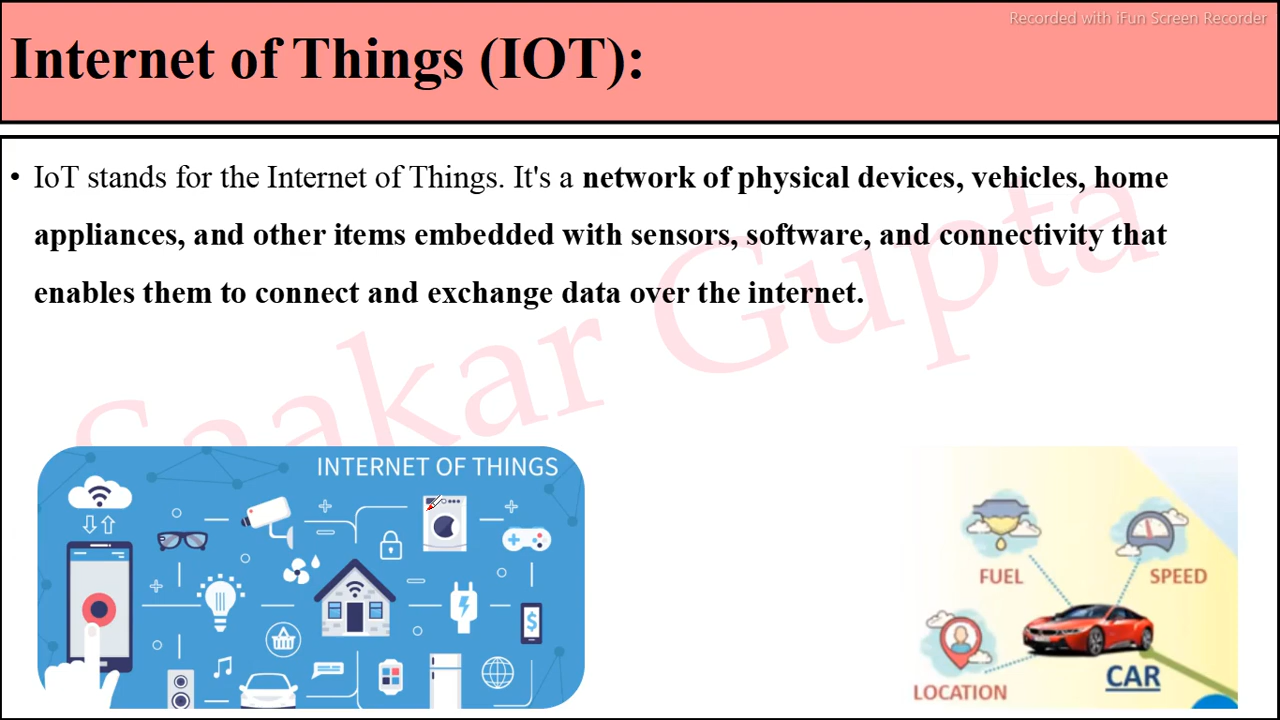 Recorded with iFun Screen Recorder
Internet of Things (IOT):
• IoT stands for the Internet of Things. It's a network of physical devices, vehicles, home
appliances, and other items embedded with sensors, software, and connectivity that
enables them to connect and exchange data over the internet.
Saakar Gupta
INTERNET OF THINGS
$
FUEL
SPEED
LOCATION
CAR